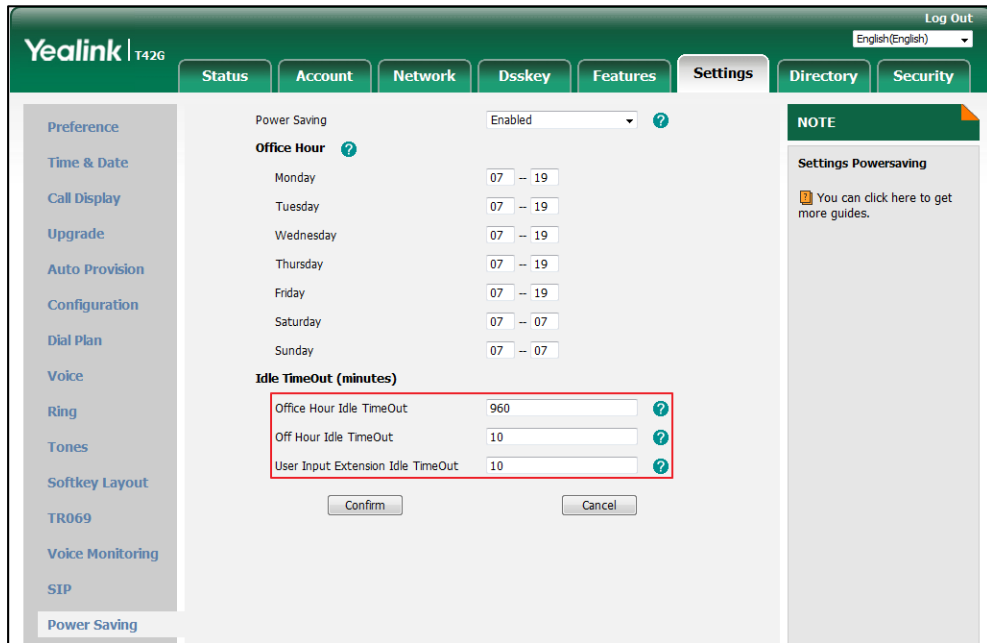 Log Out
English(English)
Yealink T42G
Status Account Network Dsskey Features Settings Directory Security
Preference
Time & Date
Call Display
Upgrade
Auto Provision
Configuration
Dial Plan
Voice
Ring
Tones
Softkey Layout
TR069
Voice Monitoring
SIP
Power Saving
Power Saving Enabled ?
Office Hour ?
Monday 07 -- 19
Tuesday 07 -- 19
Wednesday 07 -- 19
Thursday 07 -- 19
Friday 07 -- 19
Saturday 07 -- 07
Sunday 07 -- 07
Idle TimeOut (minutes)
Office Hour Idle TimeOut 960 ?
Off Hour Idle TimeOut 10 ?
User Input Extension Idle TimeOut 10 ?
Confirm Cancel
NOTE
Settings Powersaving
? You can click here to get
more guides.